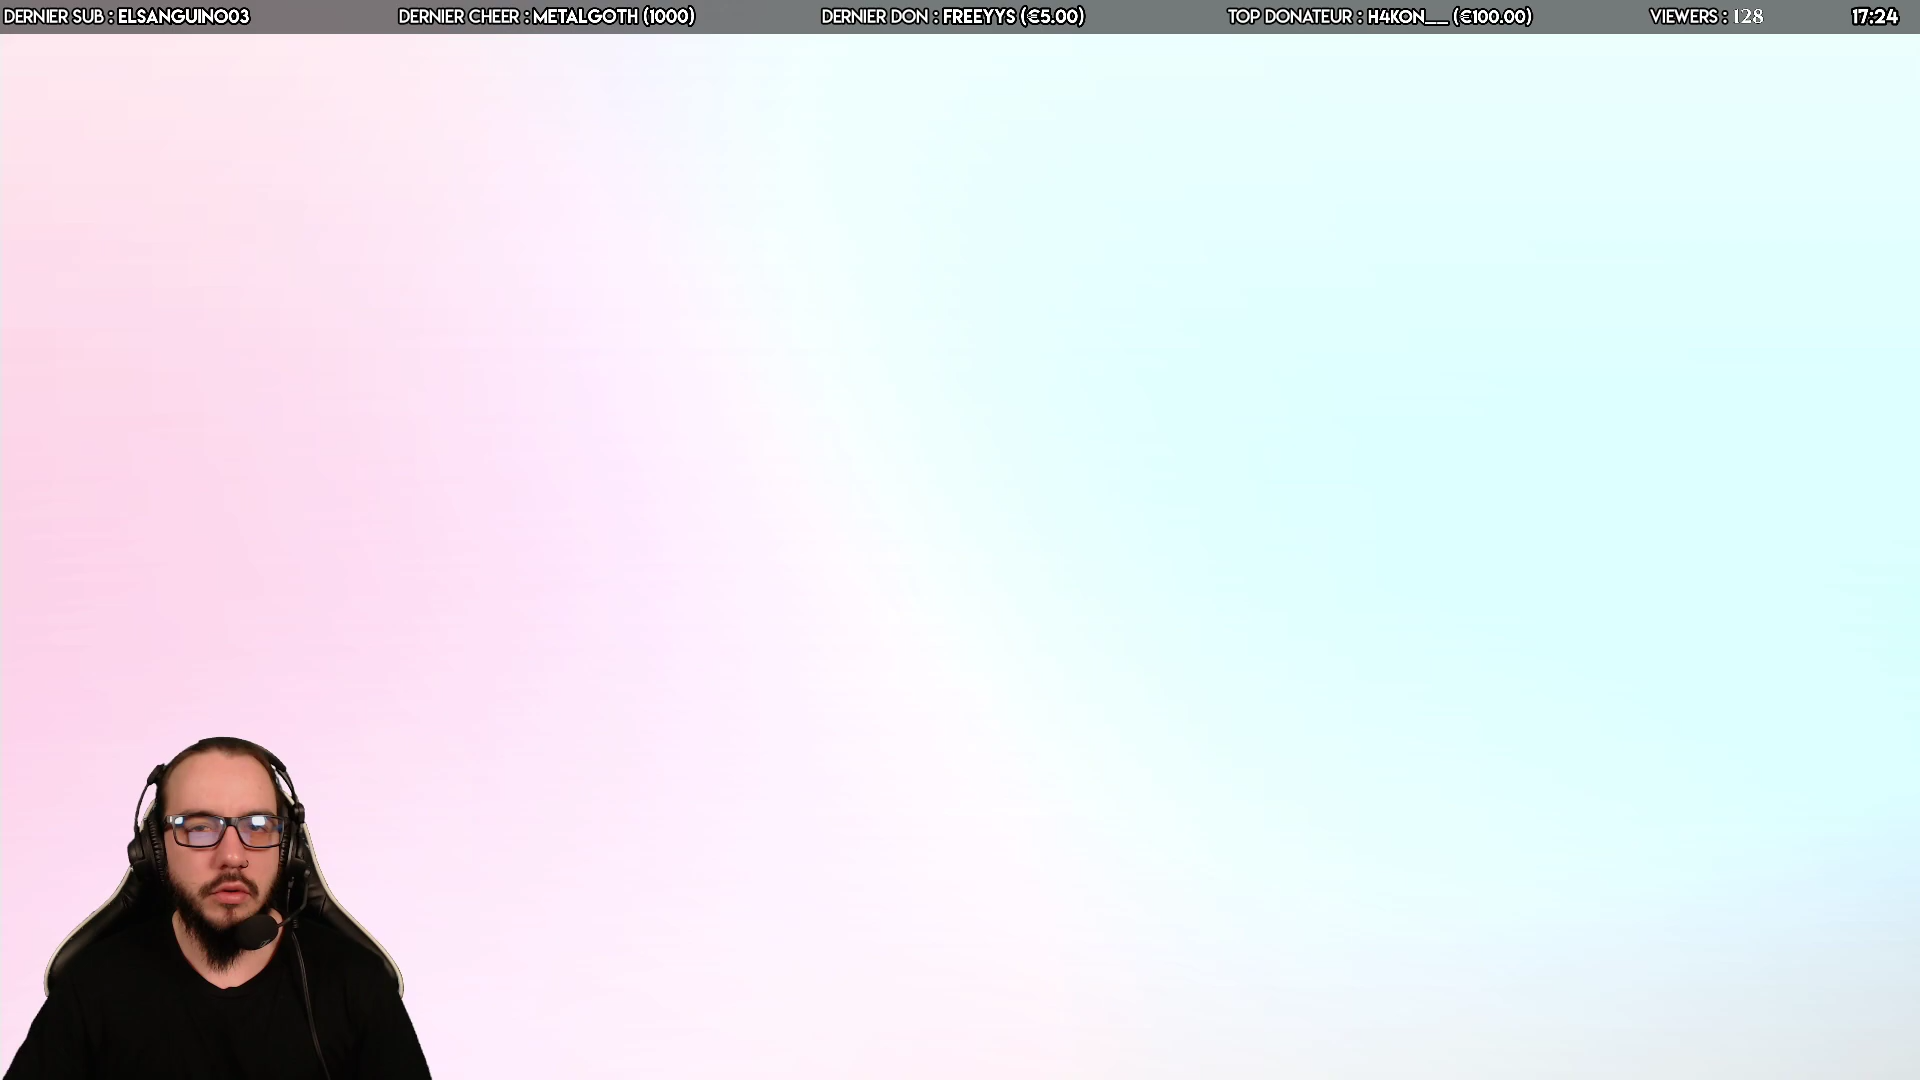 DERNIER SUB : ELSANGUINO03 DERNIER CHEER : METALGOTH (1000) DERNIER DON : FREEYYS (€5.00) TOP DONATEUR : H4KON__ (€100.00) VIEWERS : 128 17:24